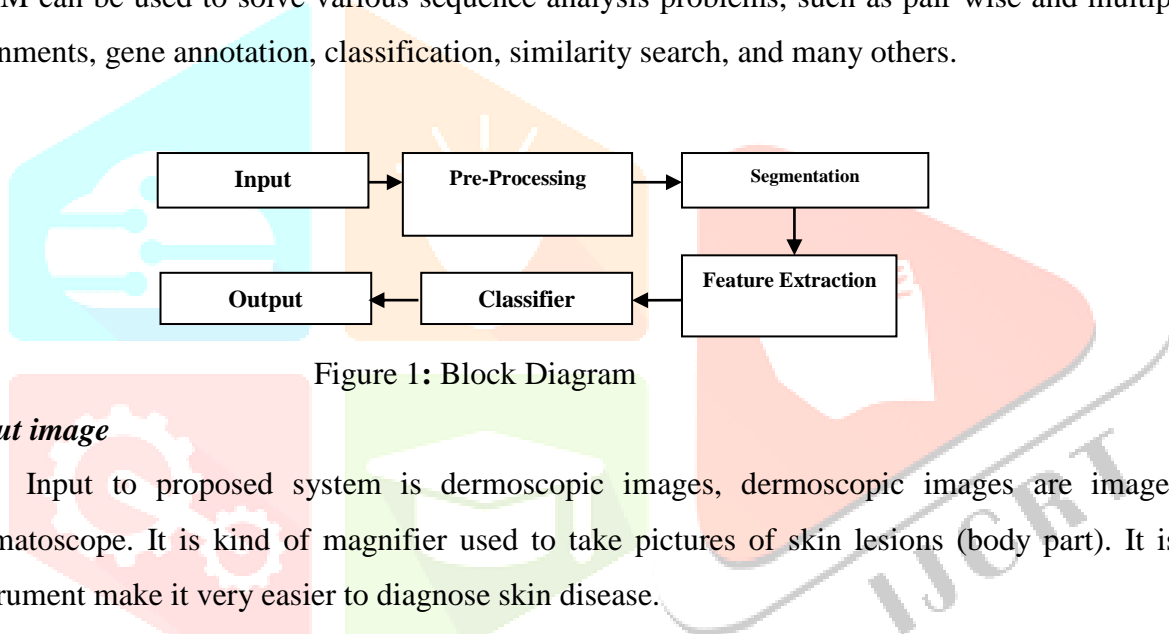 M can be used to solve various sequence analysis problems, such as pair wise and multip
nments, gene annotation, classification, similarity search, and many others.
Input
Pre-Processing
Segmentation
Feature Extraction
Classifier
Output
Figure 1: Block Diagram
ut image
Input to proposed system is dermoscopic images, dermoscopic images are image
matoscope. It is kind of magnifier used to take pictures of skin lesions (body part). It is
rument make it very easier to diagnose skin disease.
IJCRT